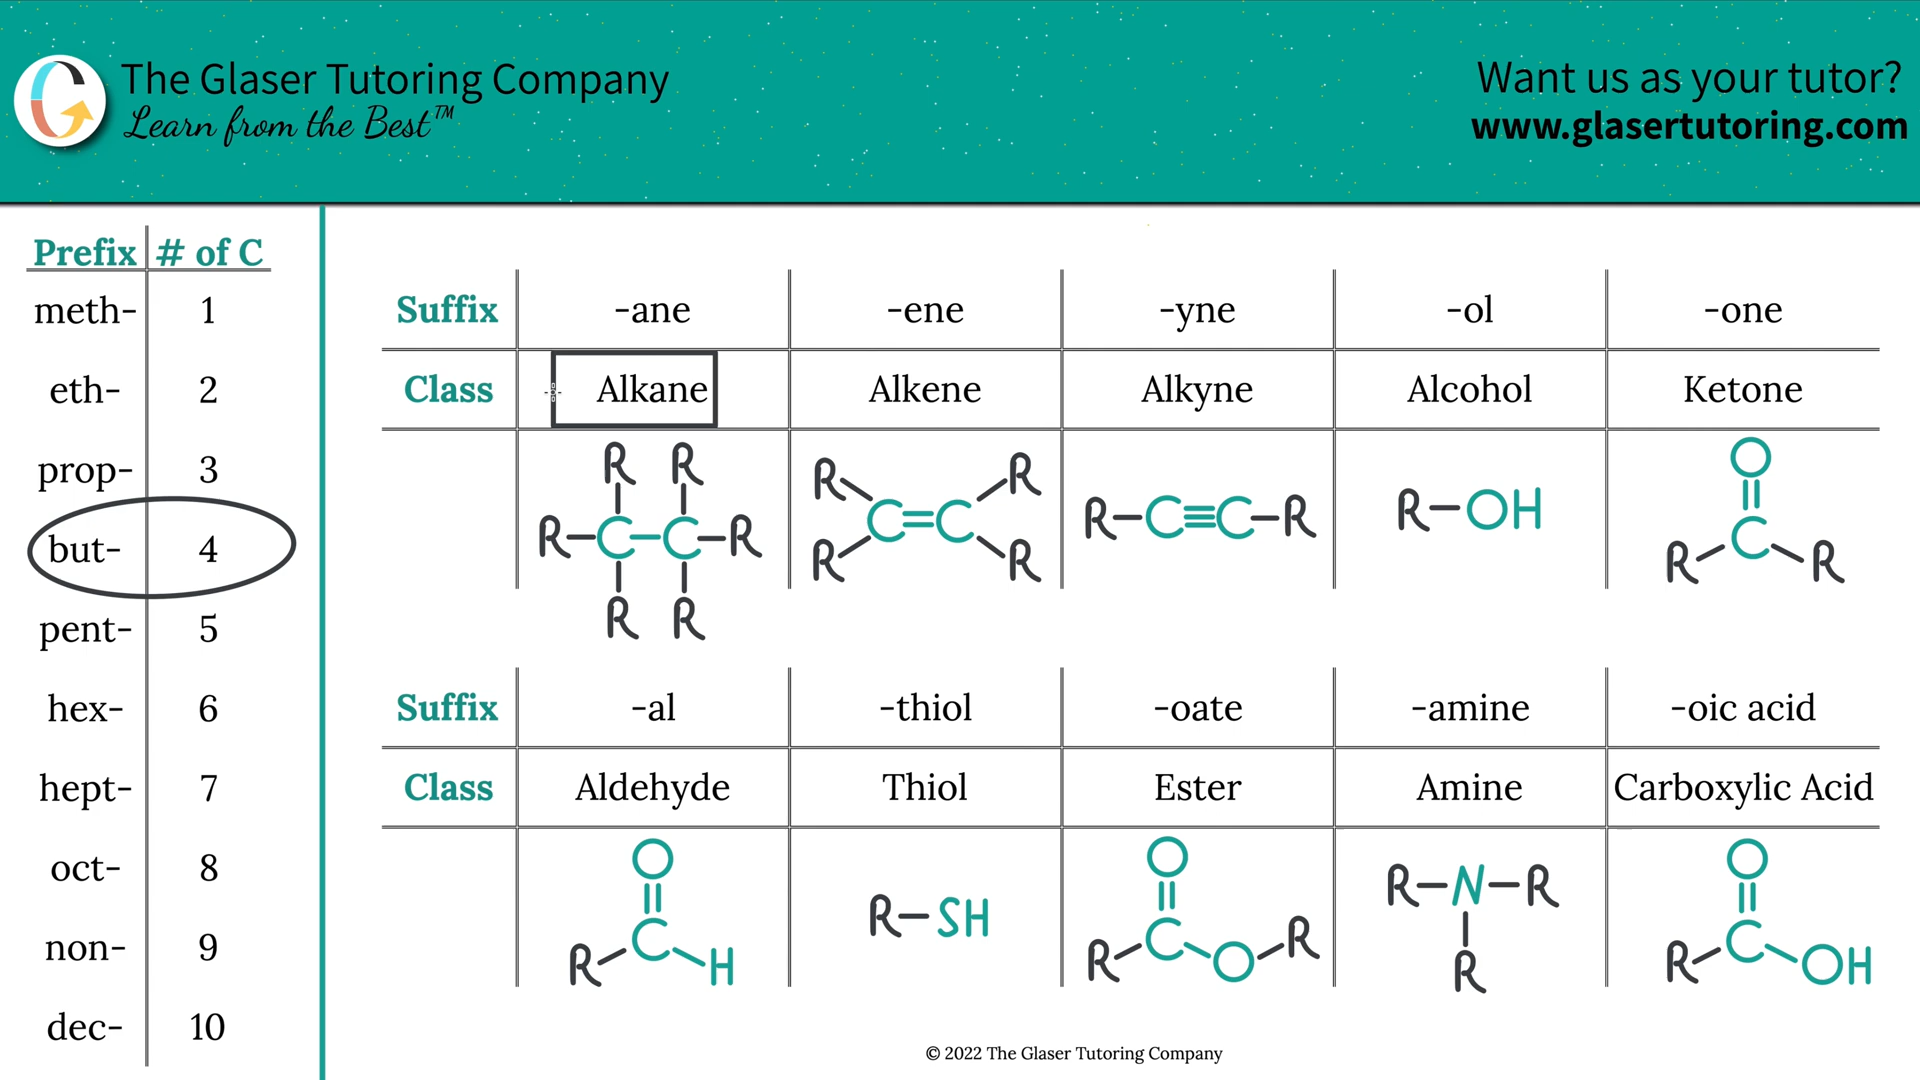 The Glaser Tutoring Company
Learn from the Best™
Want us as your tutor?
www.glasertutoring.com
Prefix # of C
meth- 1
eth- 2
prop- 3
but- 4
pent- 5
hex- 6
hept- 7
oct- 8
non- 9
dec- 10
Suffix -ane -ene -yne -ol -one
Class Alkane Alkene Alkyne Alcohol Ketone
R R
R-C-C-R
R R
R R
C=C
R R
R-C≡C-R
R-OH
O
C
R R
Suffix -al -thiol -oate -amine -oic acid
Class Aldehyde Thiol Ester Amine Carboxylic Acid
O
C
R H
R-SH
O
C R
R O
R-N-R
R
O
C
R OH
© 2022 The Glaser Tutoring Company